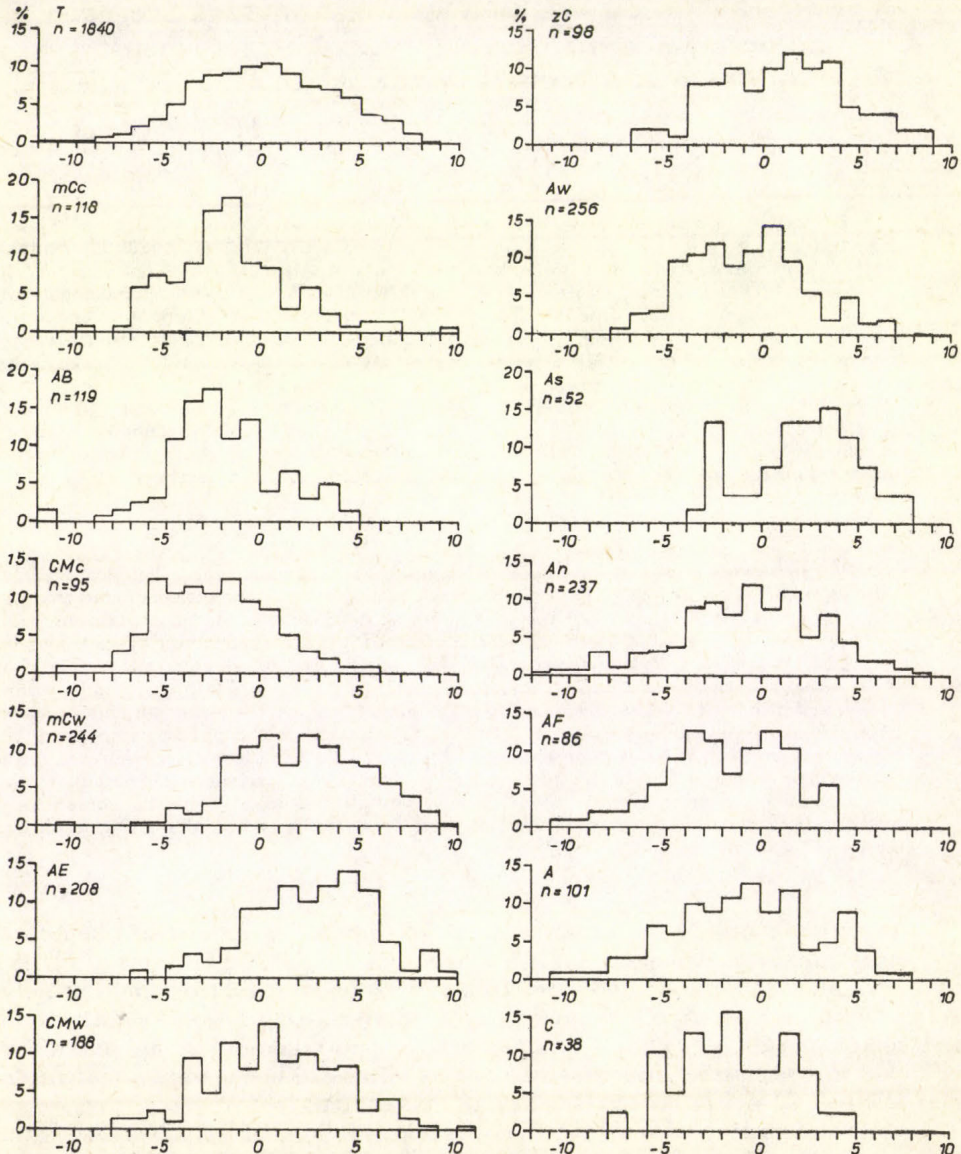 %
T
n=1840
15
10
5
0
-10 -5 0 5 10
%
zC
n=98
15
10
5
0
-10 -5 0 5 10
20
mCc
n=118
15
10
5
0
-10 -5 0 5 10
Aw
n=256
15
10
5
0
-10 -5 0 5 10
20
AB
n=119
15
10
5
0
-10 -5 0 5 10
20
As
n=52
15
10
5
0
-10 -5 0 5 10
15
CMc
n=95
10
5
0
-10 -5 0 5 10
15
An
n=237
10
5
0
-10 -5 0 5 10
15
mCw
n=244
10
5
0
-10 -5 0 5 10
15
AF
n=86
10
5
0
-10 -5 0 5 10
15
AE
n=208
10
5
0
-10 -5 0 5 10
15
A
n=101
10
5
0
-10 -5 0 5 10
15
CMw
n=188
10
5
0
-10 -5 0 5 10
15
C
n=38
10
5
0
-10 -5 0 5 10